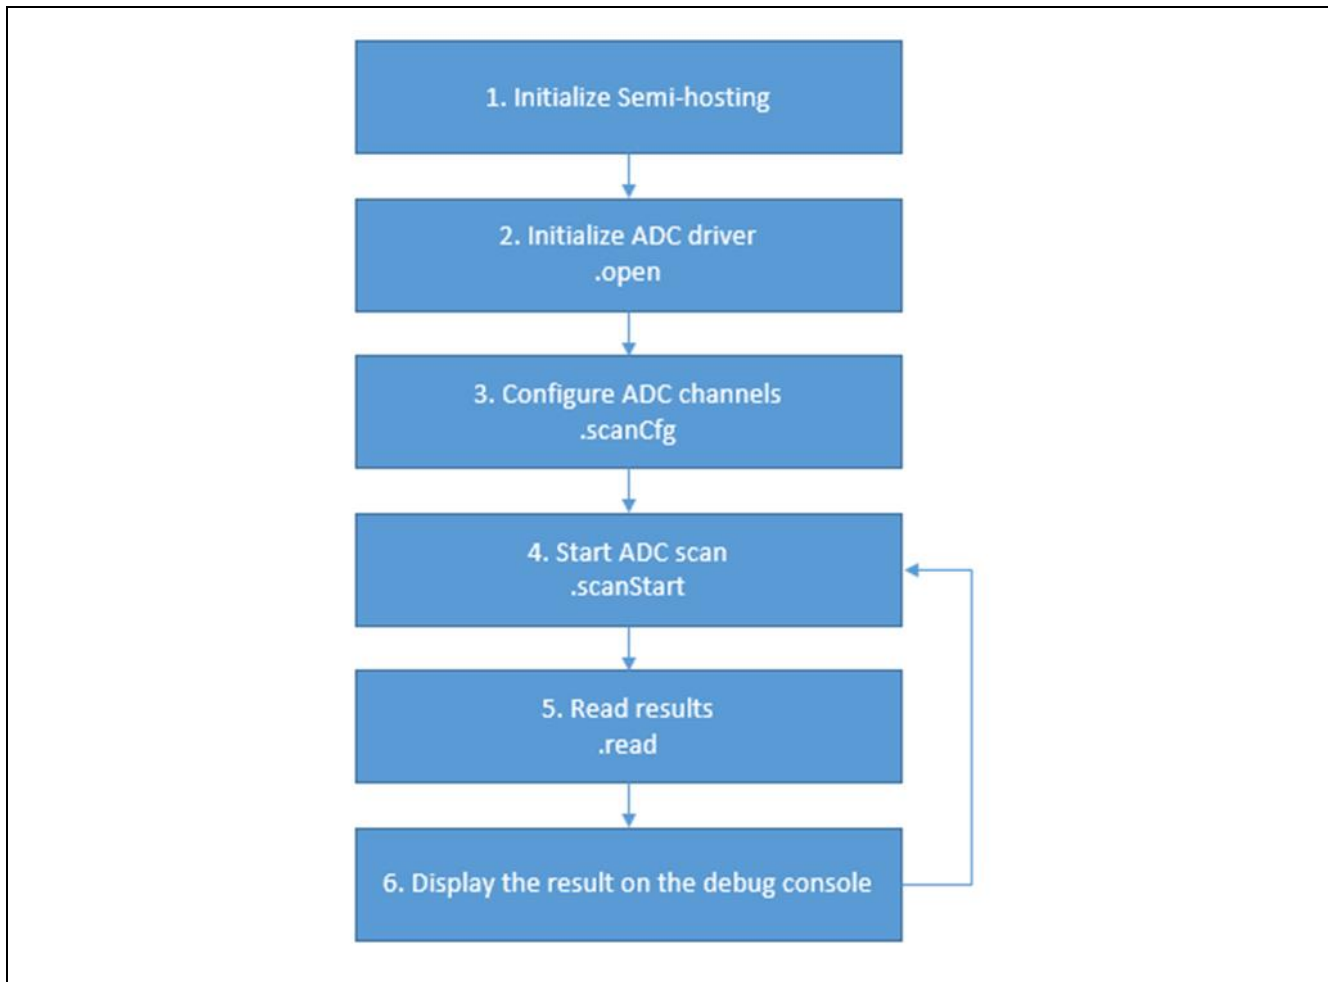 1. Initialize Semi-hosting
2. Initialize ADC driver
.open
3. Configure ADC channels
.scanCfg
4. Start ADC scan
.scanStart
5. Read results
.read
6. Display the result on the debug console